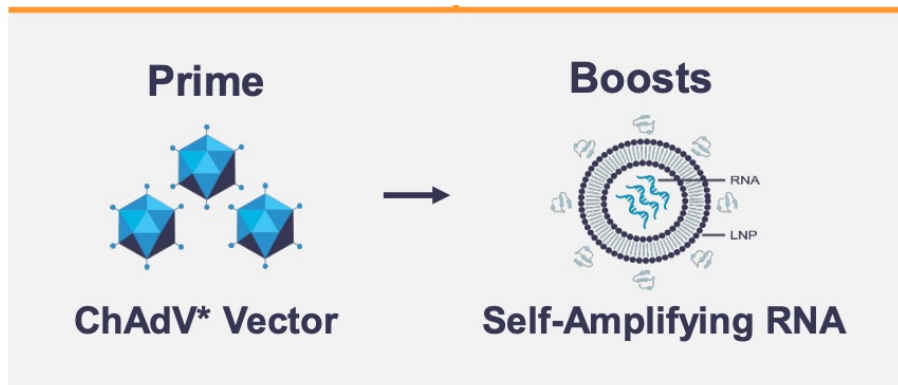 Prime
Boosts
RNA
LNP
ChAdV* Vector
Self-Amplifying RNA